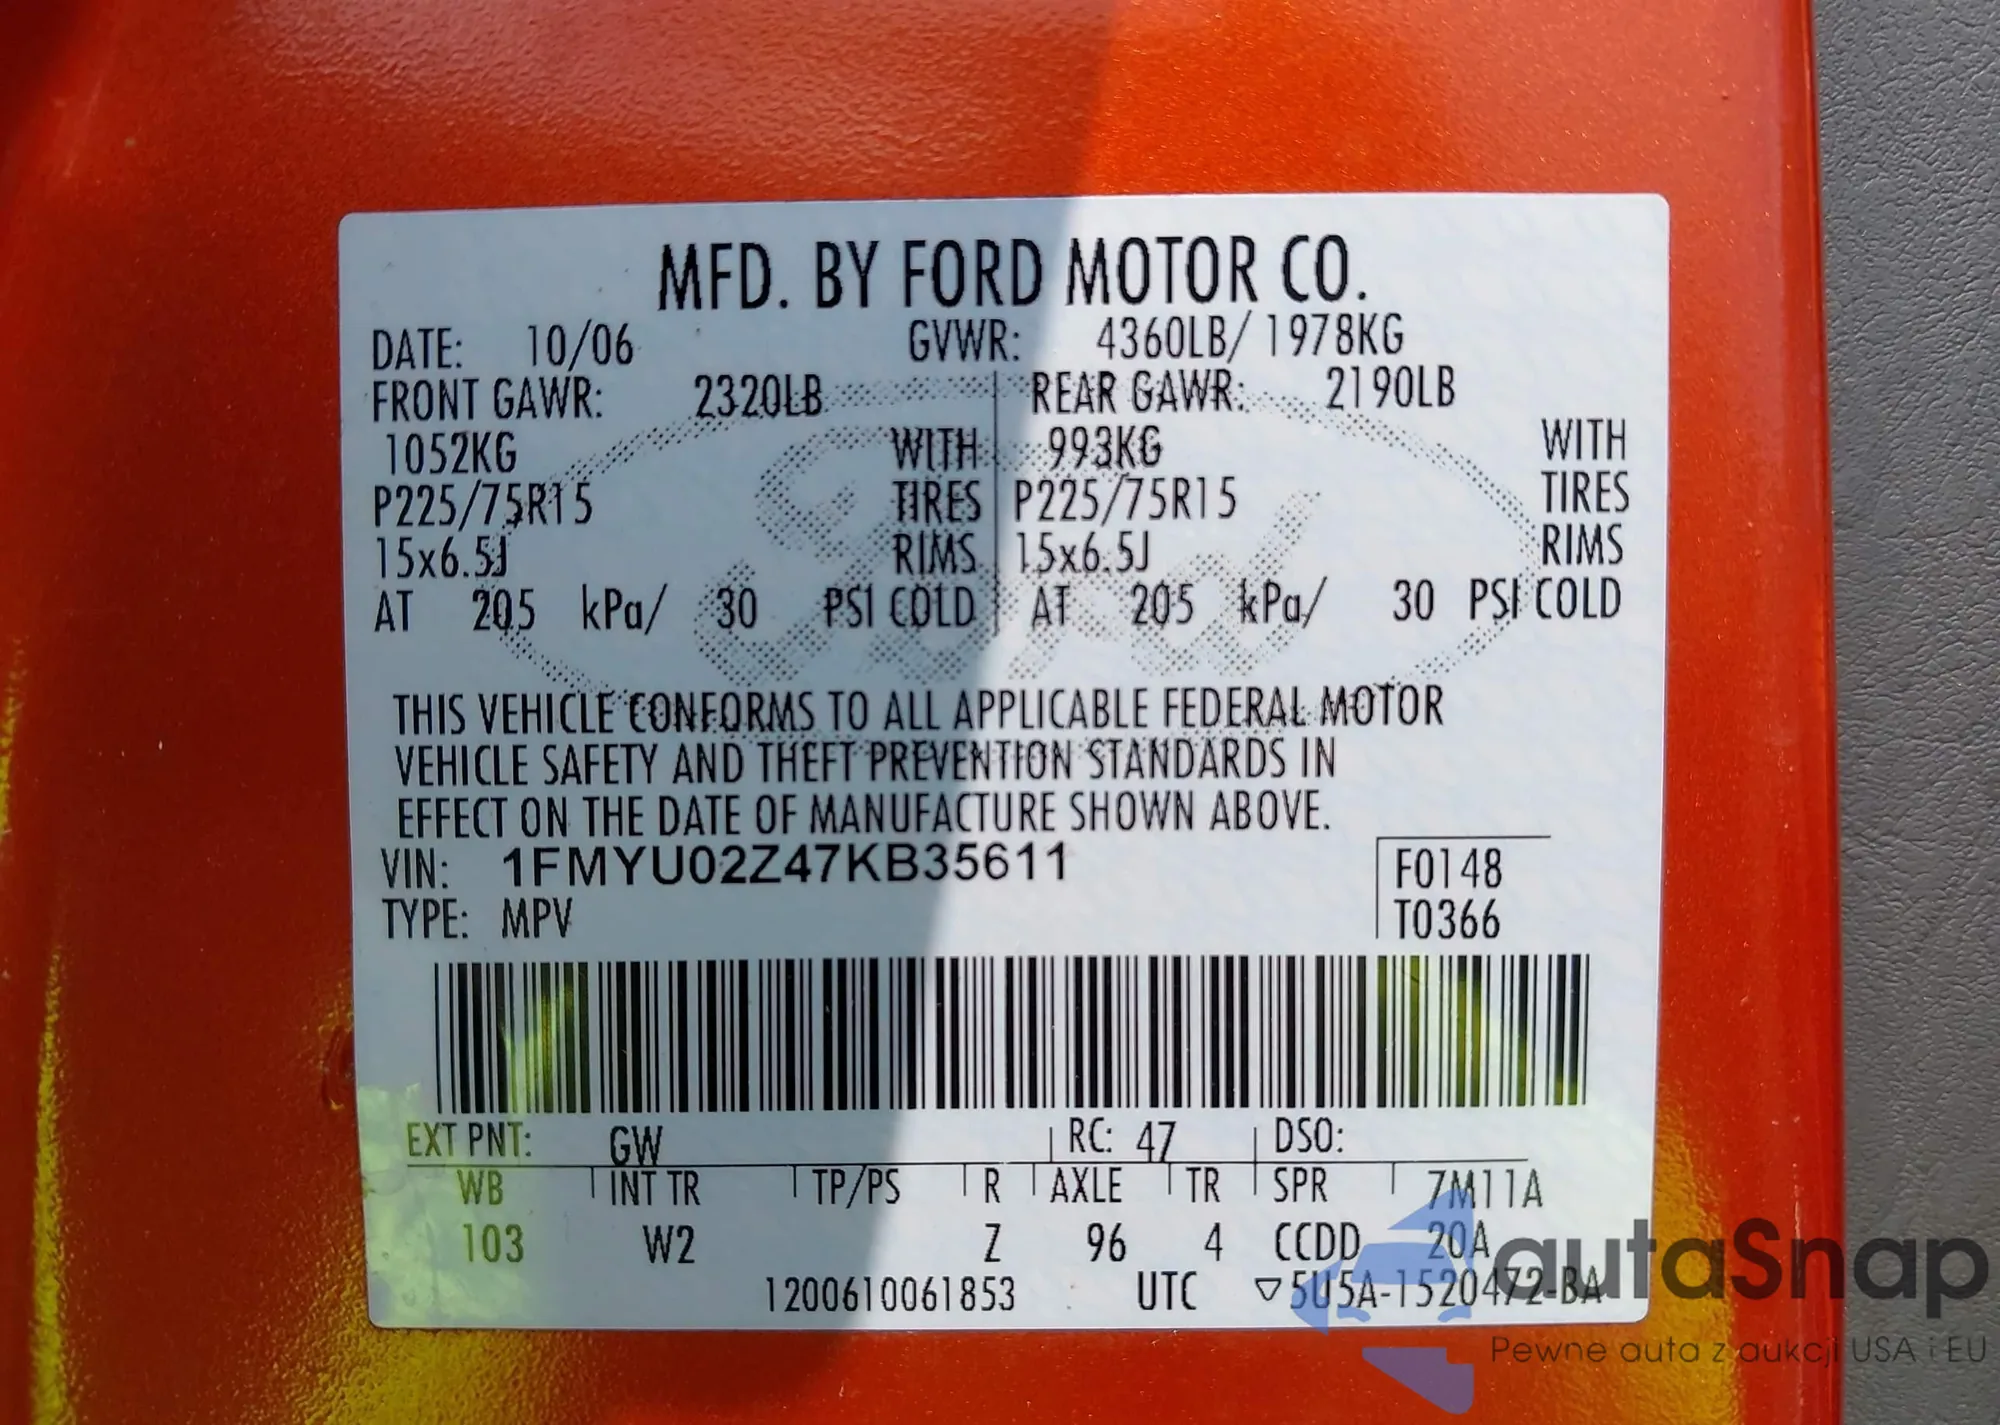 MFD. BY FORD MOTOR CO.
DATE: 10/06 GVWR: 4360LB/ 1978KG
FRONT GAWR: 2320LB REAR GAWR: 2190LB
1052KG WITH 993KG WITH
P225/75R15 TIRES P225/75R15 TIRES
15x6.5J RIMS 15x6.5J RIMS
AT 205 kPa/ 30 PSI COLD AT 205 kPa/ 30 PSI COLD
THIS VEHICLE CONFORMS TO ALL APPLICABLE FEDERAL MOTOR
VEHICLE SAFETY AND THEFT PREVENTION STANDARDS IN
EFFECT ON THE DATE OF MANUFACTURE SHOWN ABOVE.
VIN: 1FMYU02Z47KB35611 F0148
TYPE: MPV T0366
EXT PNT: GW RC: 47 DSO:
WB INT TR TP/PS R AXLE TR SPR 7M11A
103 W2 Z 96 4 CCDD 20A
1200610061853 UTC ▽5U5A-1520472-BA
Ford
autaSnap
Pewne auta z aukcji USA i EU